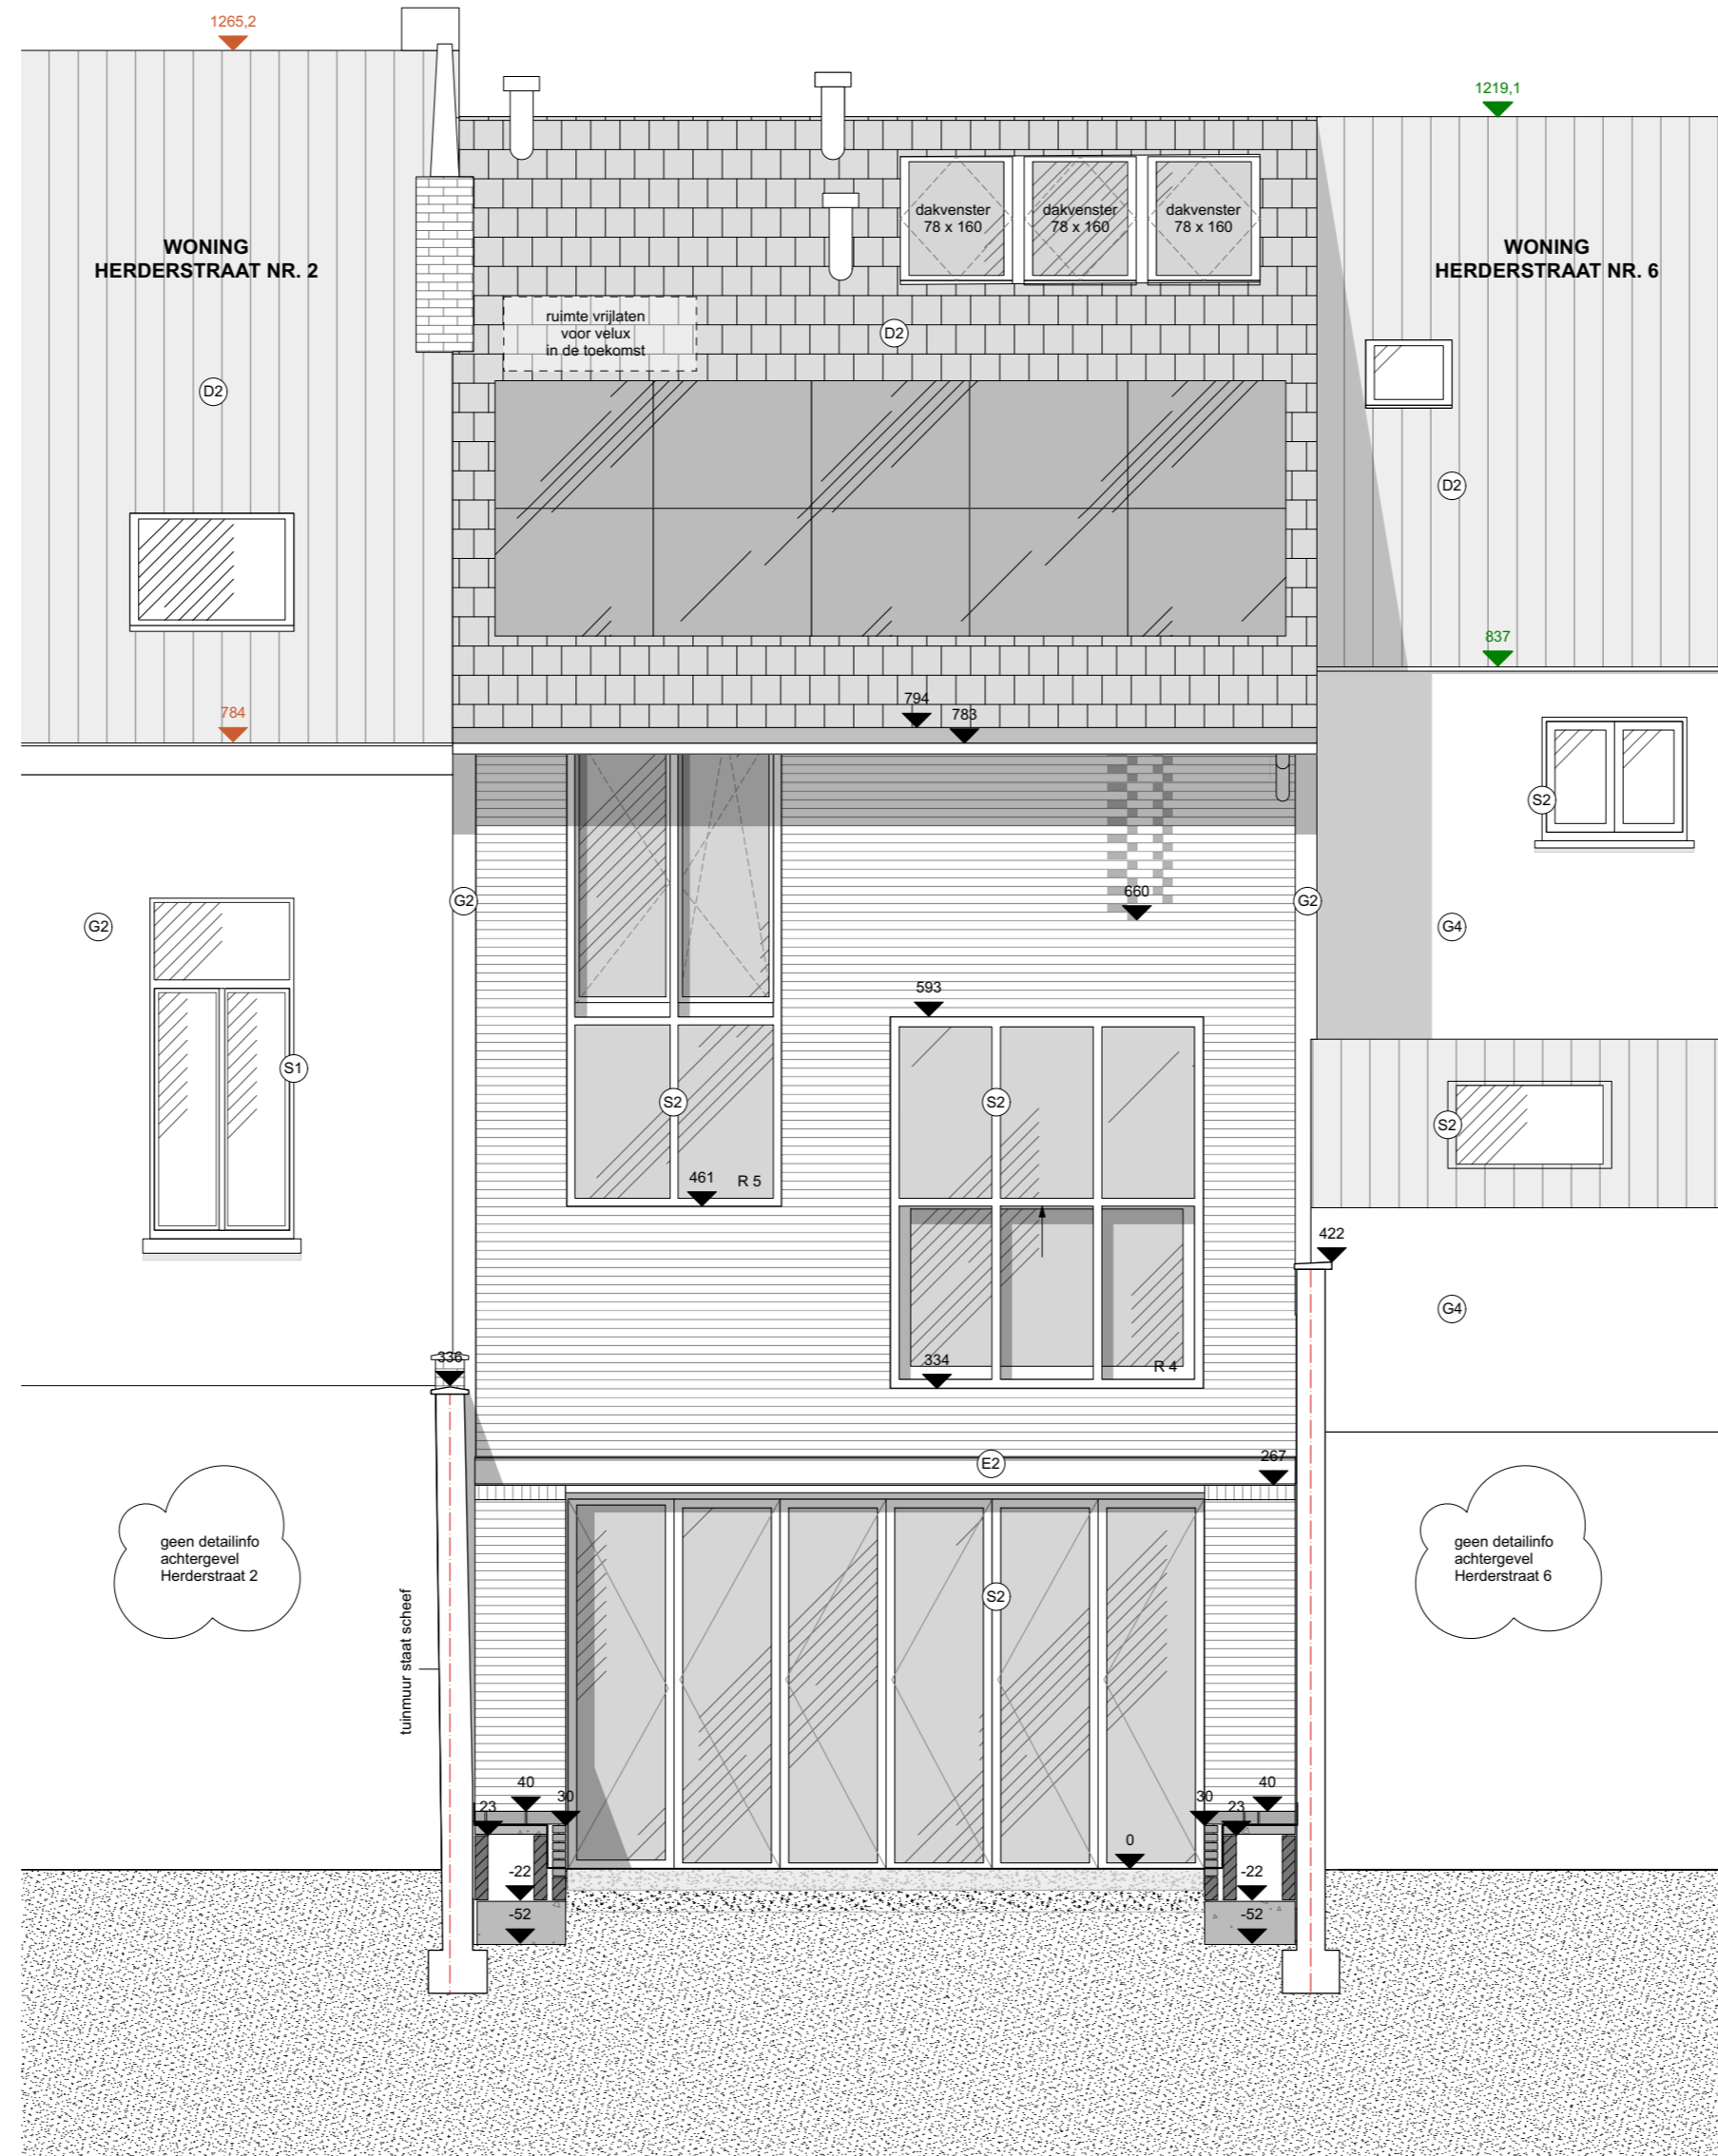 1265,2
1219,1
dakvenster
78 x 160
dakvenster
78 x 160
dakvenster
78 x 160
WONING
HERDERSTRAAT NR. 2
WONING
HERDERSTRAAT NR. 6
ruimte vrijlaten
voor velux
in de toekomst
D2
D2
D2
837
784
794
783
S2
G2
G2
G2
G4
660
593
S1
S2
S2
S2
461
R 5
422
G4
336
334
R 4
E2
267
geen detailinfo
achtergevel
Herderstraat 2
geen detailinfo
achtergevel
Herderstraat 6
S2
tuinmuur staat scheef
40
23
30
30
23
40
0
-22
-22
-52
-52